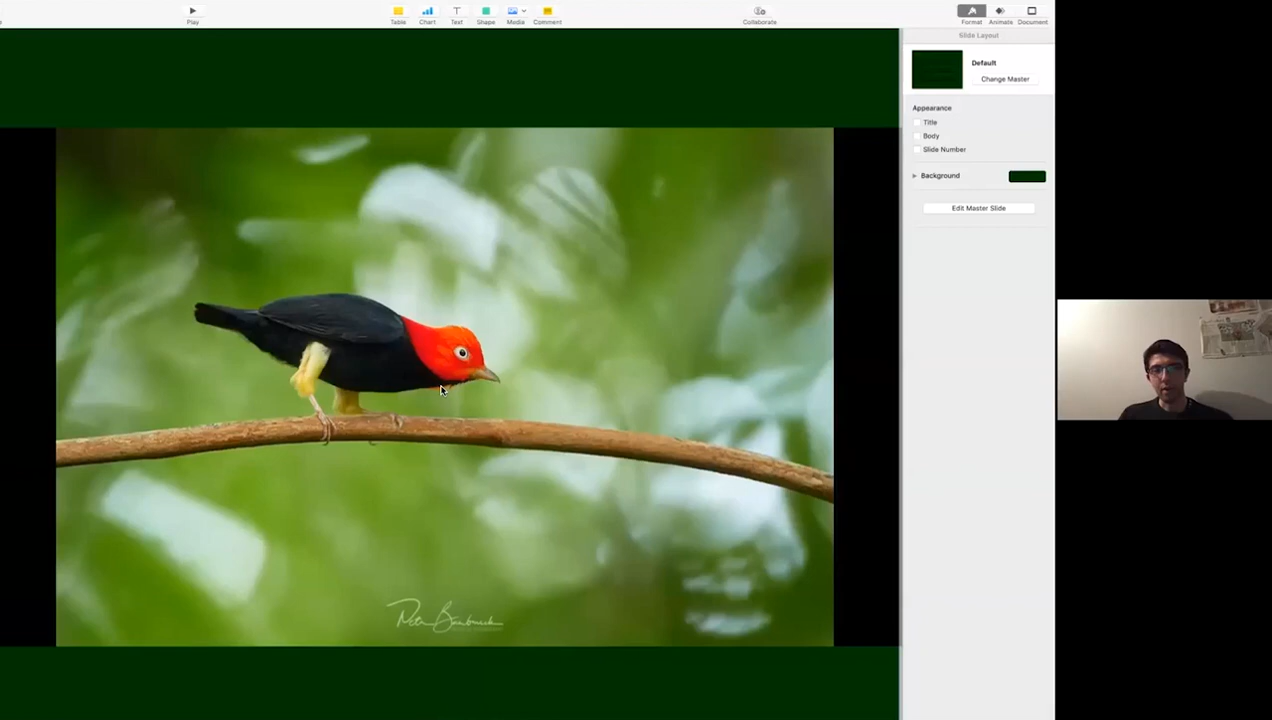 Play
Table
Chart
Text
Shape
Media
Comment
Collaborate
Format
Animate
Document
Slide Layout
Default
Change Master
Appearance
Title
Body
Slide Number
Background
Edit Master Slide